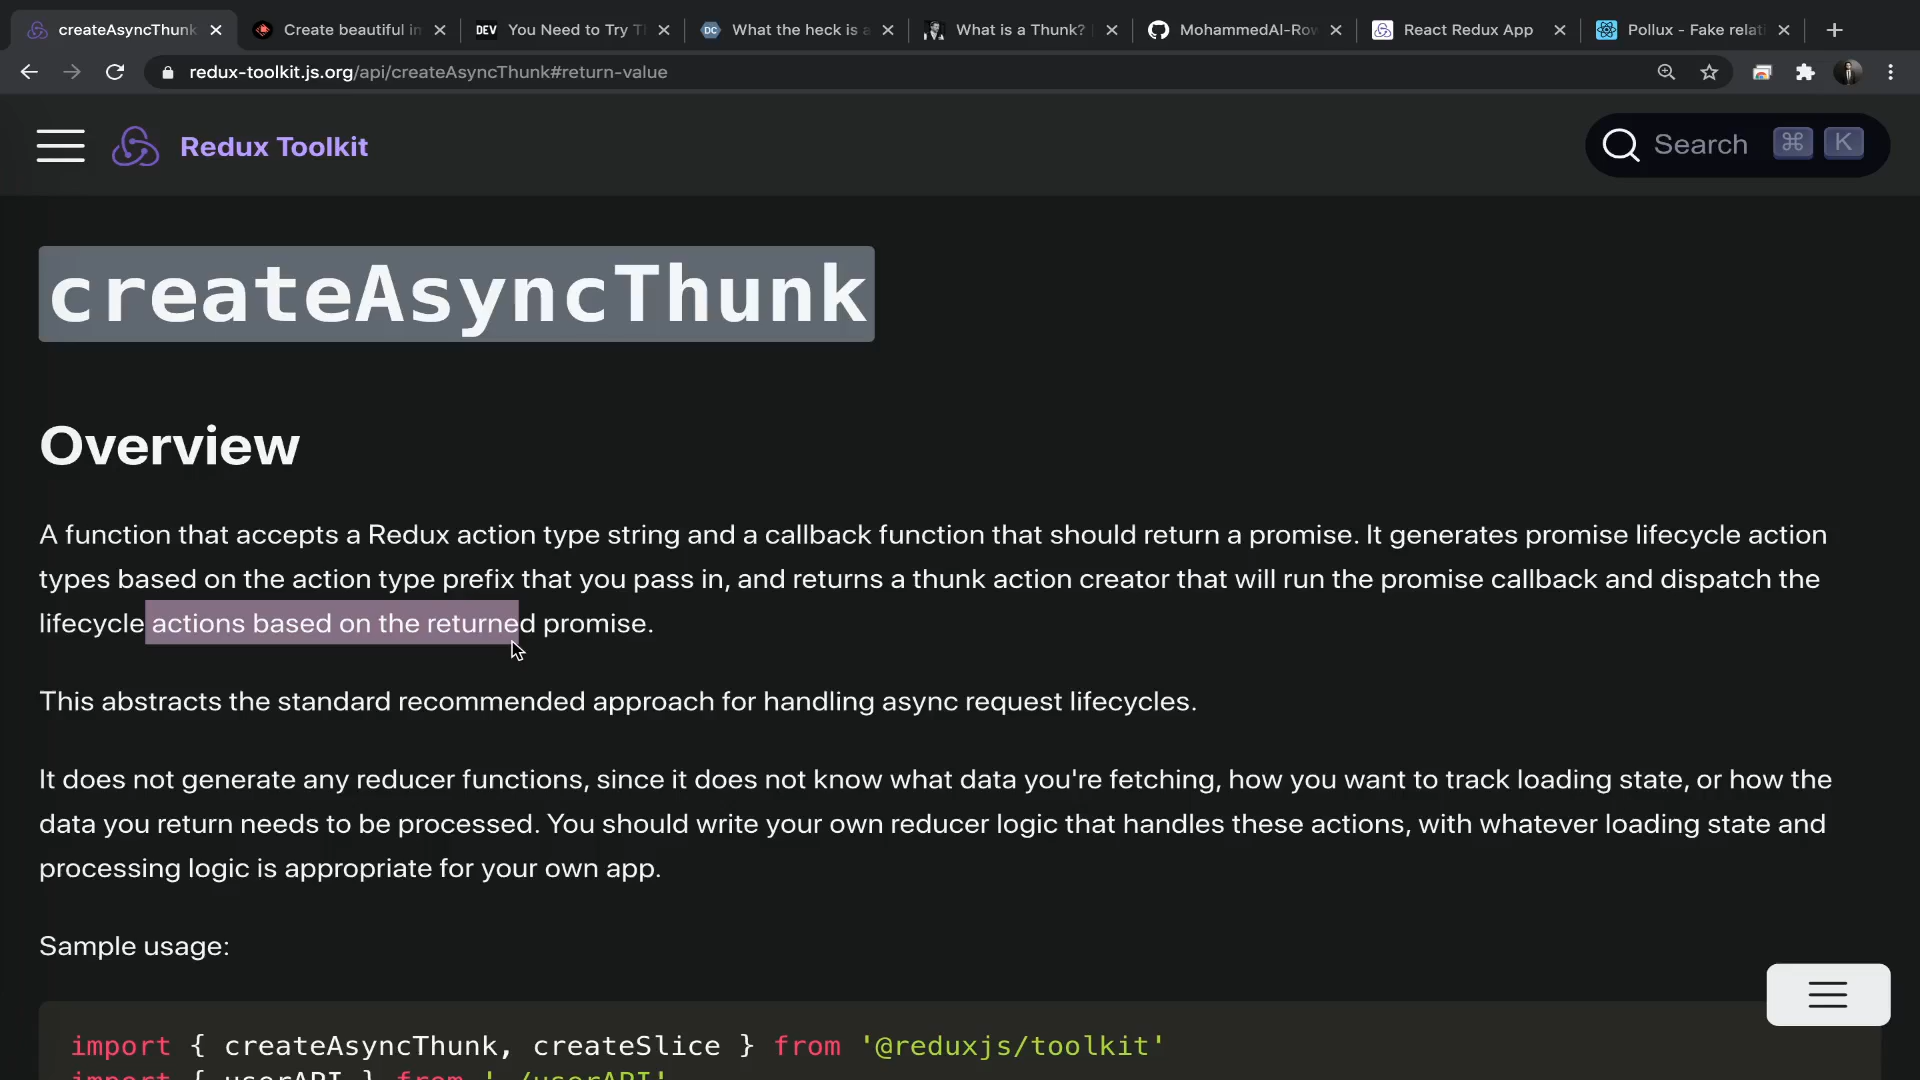 createAsyncThunk
Create beautiful in
DEV You Need to Try T
DC What the heck is a
What is a Thunk?
MohammedAl-Row
React Redux App
Pollux - Fake relati
redux-toolkit.js.org/api/createAsyncThunk#return-value
Redux Toolkit
Search ⌘ K
createAsyncThunk
Overview
A function that accepts a Redux action type string and a callback function that should return a promise. It generates promise lifecycle action
types based on the action type prefix that you pass in, and returns a thunk action creator that will run the promise callback and dispatch the
lifecycle actions based on the returned promise.
This abstracts the standard recommended approach for handling async request lifecycles.
It does not generate any reducer functions, since it does not know what data you're fetching, how you want to track loading state, or how the
data you return needs to be processed. You should write your own reducer logic that handles these actions, with whatever loading state and
processing logic is appropriate for your own app.
Sample usage:
import { createAsyncThunk, createSlice } from '@reduxjs/toolkit'
import { userAPI } from './userAPI'